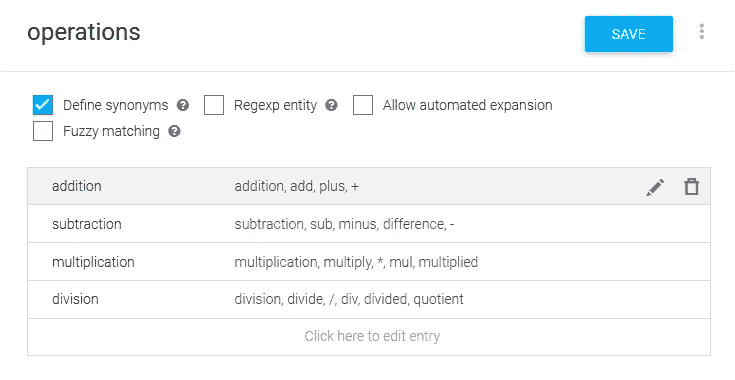 operations
SAVE
Define synonyms ? Regexp entity ? Allow automated expansion
Fuzzy matching ?
addition addition, add, plus, +
subtraction subtraction, sub, minus, difference, -
multiplication multiplication, multiply, *, mul, multiplied
division division, divide, /, div, divided, quotient
Click here to edit entry